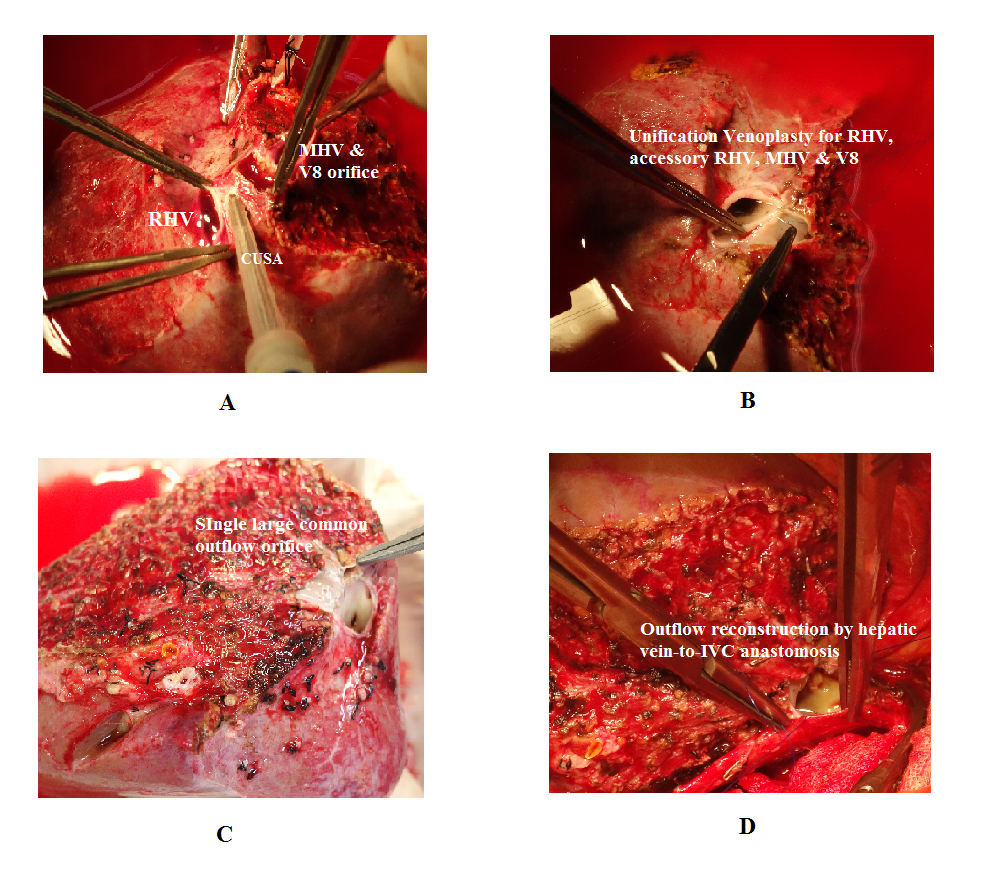 MHV &
V8 orifice
RHV
CUSA
A
Unification Venoplasty for RHV,
accessory RHV, MHV & V8
B
SIngle large common
outflow orifice
C
Outflow reconstruction by hepatic
vein-to-IVC anastomosis
D